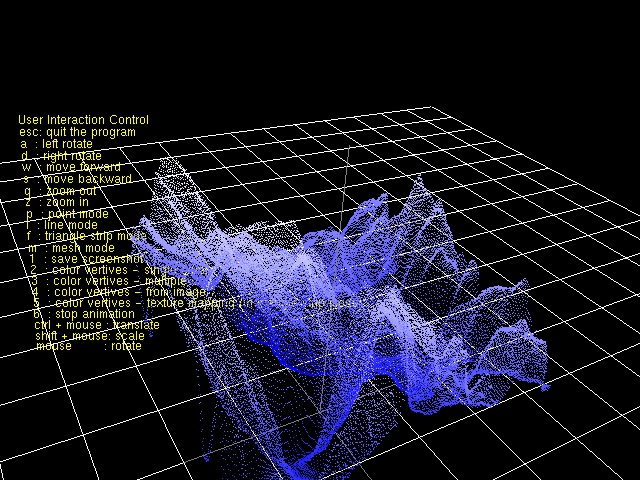 User Interaction Control
esc: quit the program
a : left rotate
d : right rotate
w : move forward
s : move backward
q : zoom out
z : zoom in
p : point mode
l : line mode
f : triangle strip mode
m : mesh mode
1 : save screenshot
2 : color vertives - single
3 : color vertives - multiple
4 : color vertives - from image
5 : color vertives - texture mapping
6 : stop animation
ctrl + mouse : translate
shift + mouse: scale
mouse : rotate